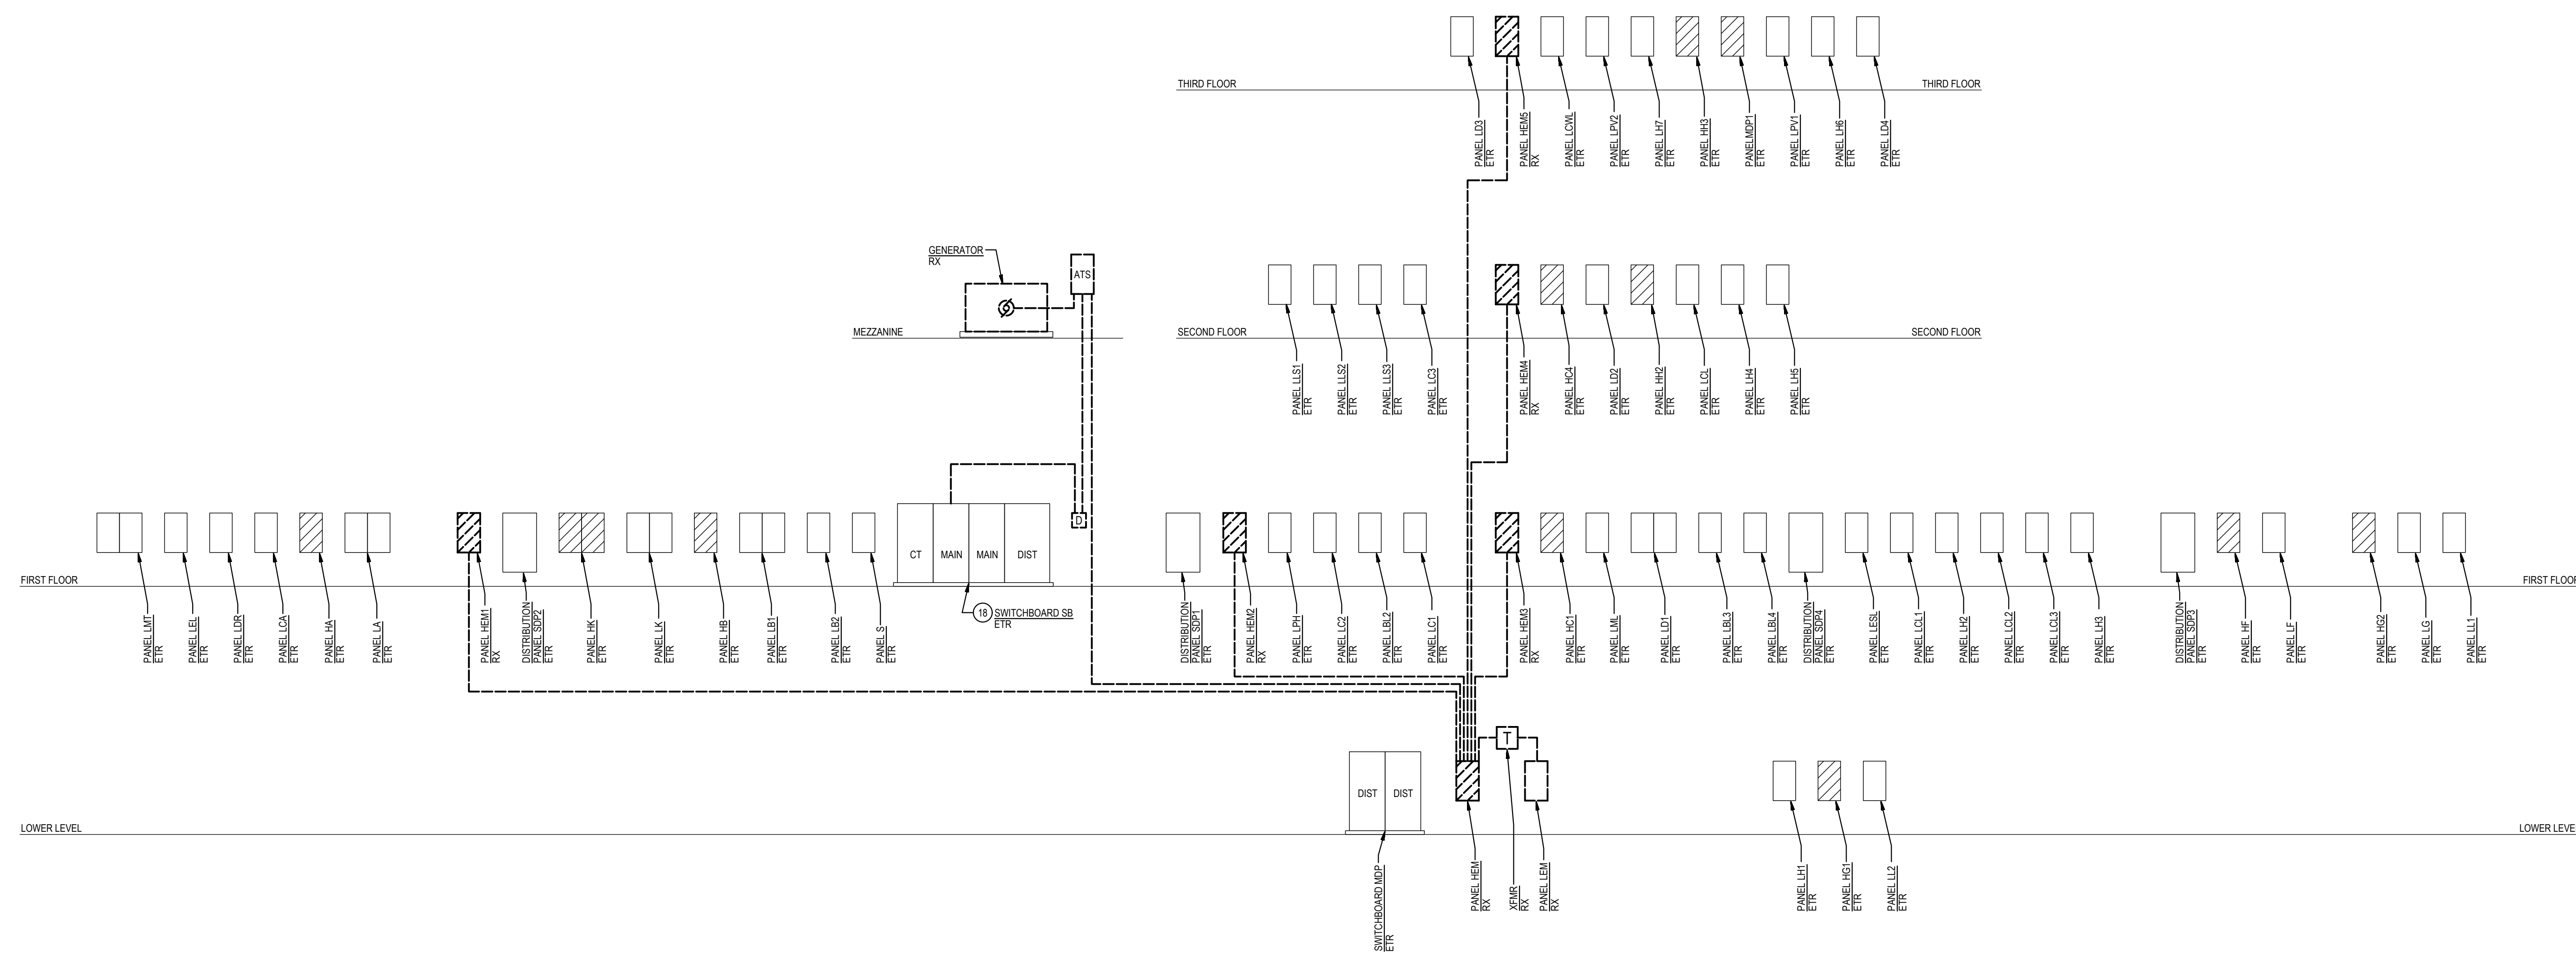 THIRD FLOOR
THIRD FLOOR
PANEL LD3
ETR
PANEL HEM5
RX
PANEL LCWL
ETR
PANEL LPV2
ETR
PANEL LH7
ETR
PANEL HH3
ETR
PANELMDP1
ETR
PANEL LPV1
ETR
PANEL LH6
ETR
PANEL LD4
ETR
GENERATOR
RX
ATS
MEZZANINE
SECOND FLOOR
SECOND FLOOR
PANEL LLS1
ETR
PANEL LLS2
ETR
PANEL LLS3
ETR
PANEL LC3
ETR
PANEL HEM4
RX
PANEL HC4
ETR
PANEL LD2
ETR
PANEL HH2
ETR
PANEL LCL
ETR
PANEL LH4
ETR
PANEL LH5
ETR
CT
MAIN
MAIN
DIST
D
FIRST FLOOR
FIRST FLOOR
PANEL LMT
ETR
PANEL LEL
ETR
PANEL LDR
ETR
PANEL LCA
ETR
PANEL HA
ETR
PANEL LA
ETR
PANEL HEM1
RX
DISTRIBUTION
PANEL SDP2
ETR
PANEL HK
ETR
PANEL LK
ETR
PANEL HB
ETR
PANEL LB1
ETR
PANEL LB2
ETR
PANEL S
ETR
18 SWITCHBOARD SB
ETR
DISTRIBUTION
PANEL SDP1
ETR
PANEL HEM2
RX
PANEL LPH
ETR
PANEL LC2
ETR
PANEL LBL2
ETR
PANEL LC1
ETR
PANEL HEM3
RX
PANEL HC1
ETR
PANEL LML
ETR
PANEL LD1
ETR
PANEL LBL3
ETR
PANEL LBL4
ETR
DISTRIBUTION
PANEL SDP4
ETR
PANEL LESL
ETR
PANEL LCL1
ETR
PANEL LH2
ETR
PANEL LCL2
ETR
PANEL LCL3
ETR
PANEL LH3
ETR
DISTRIBUTION
PANEL SDP3
ETR
PANEL HF
ETR
PANEL LF
ETR
PANEL HG2
ETR
PANEL LG
ETR
PANEL LL1
ETR
T
DIST
DIST
LOWER LEVEL
LOWER LEVE
SWITCHBOARD MDP
ETR
PANEL HEM
RX
XFMR
RX
PANEL LEM
RX
PANEL LH1
ETR
PANEL HG1
ETR
PANEL LL2
ETR